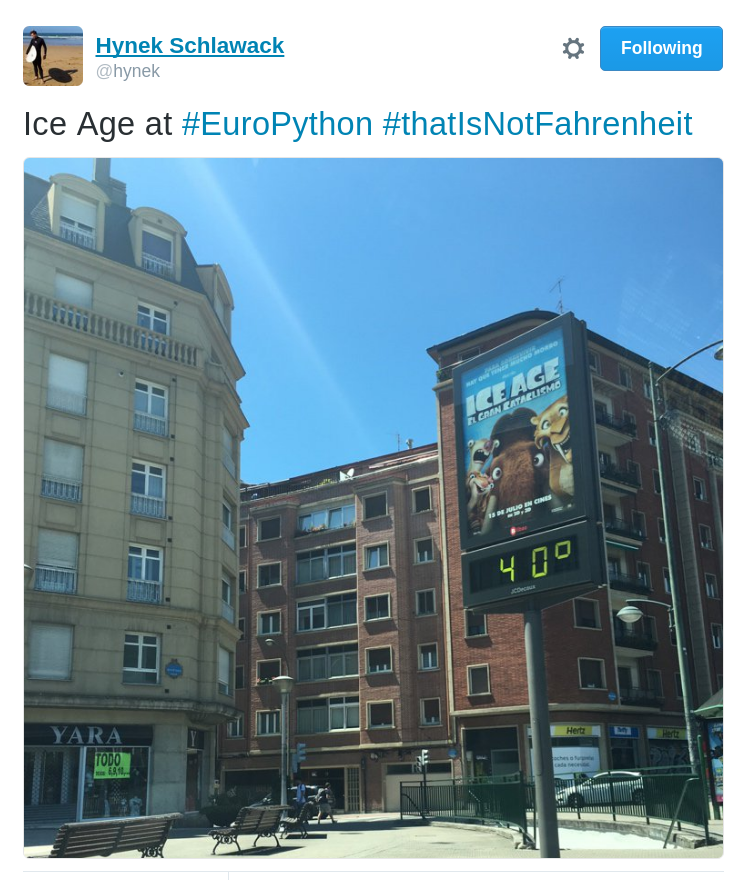 Hynek Schlawack
@hynek
Following
Ice Age at #EuroPython #thatIsNotFahrenheit
ICE AGE
EL GRAN CATACLISMO
13 DE JULIO EN CINES
40º
JCDecaux
YARA
TODO
Hertz
Hertz